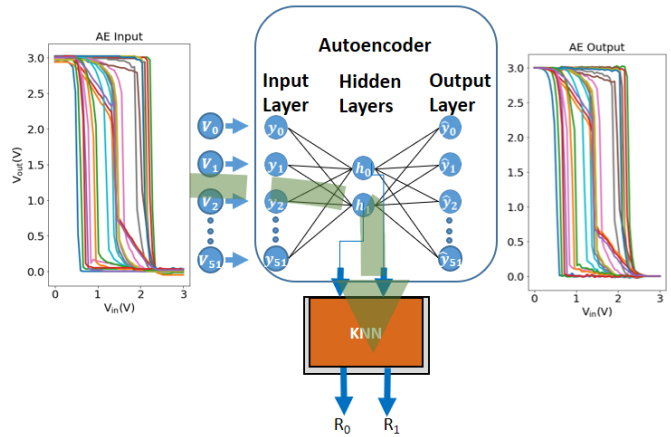 AE Input
3.0
2.5
2.0
1.5
1.0
0.5
0.0
V_out(V)
0 1 2 3
V_in(V)
Autoencoder
Input Layer
Hidden Layers
Output Layer
V_0 y_0 ŷ_0
V_1 y_1 h_0 ŷ_1
V_2 y_2 h ŷ_2
V_51 y_51 ŷ_51
KNN
R_0 R_1
AE Output
3.0
2.5
2.0
1.5
1.0
0.5
0.0
0 1 2 3
V_in(V)